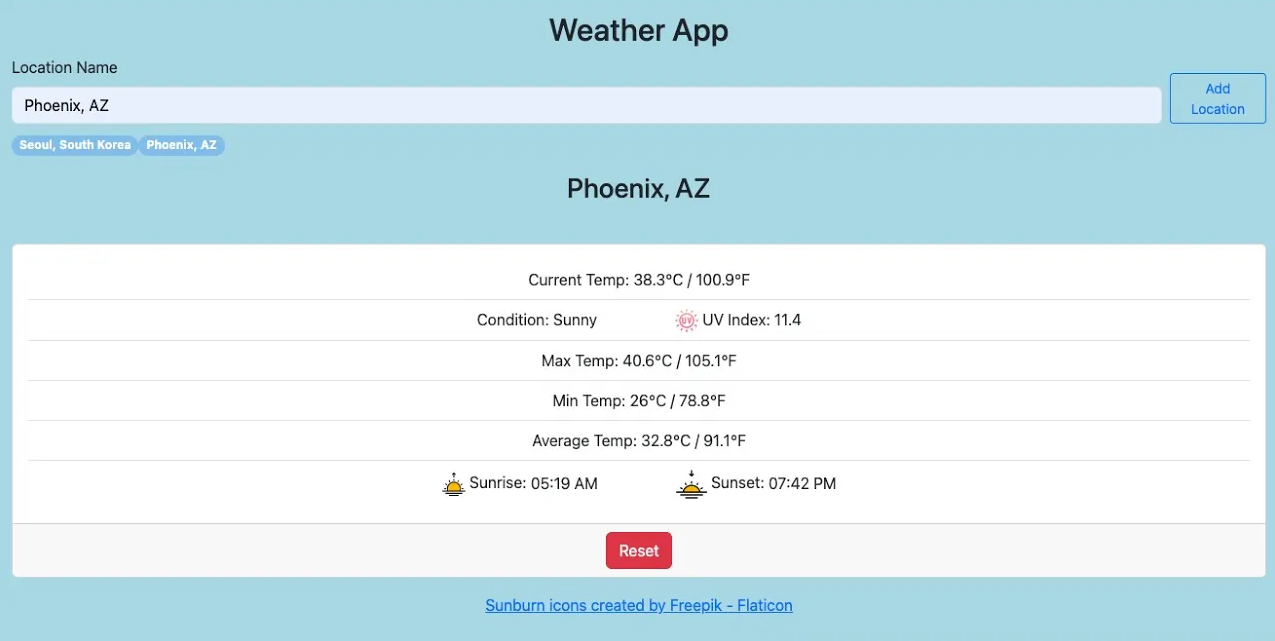 Weather App
Location Name
Phoenix, AZ
Add
Location
Seoul, South Korea Phoenix, AZ
Phoenix, AZ
Current Temp: 38.3°C / 100.9°F
Condition: Sunny UV UV Index: 11.4
Max Temp: 40.6°C / 105.1°F
Min Temp: 26°C / 78.8°F
Average Temp: 32.8°C / 91.1°F
Sunrise: 05:19 AM Sunset: 07:42 PM
Reset
Sunburn icons created by Freepik - Flaticon